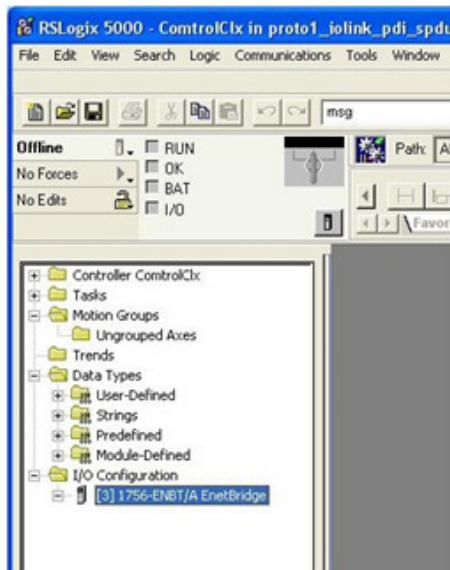 RSLogix 5000 - ComtrolClx in proto1_iolink_pdi_spdu
File Edit View Search Logic Communications Tools Window
msg
Offline RUN Path:
No Forces OK
No Edits BAT
I/O
Favor
Controller ComtrolClx
Tasks
Motion Groups
Ungrouped Axes
Trends
Data Types
User-Defined
Strings
Predefined
Module-Defined
I/O Configuration
[3] 1756-ENBT/A EnetBridge